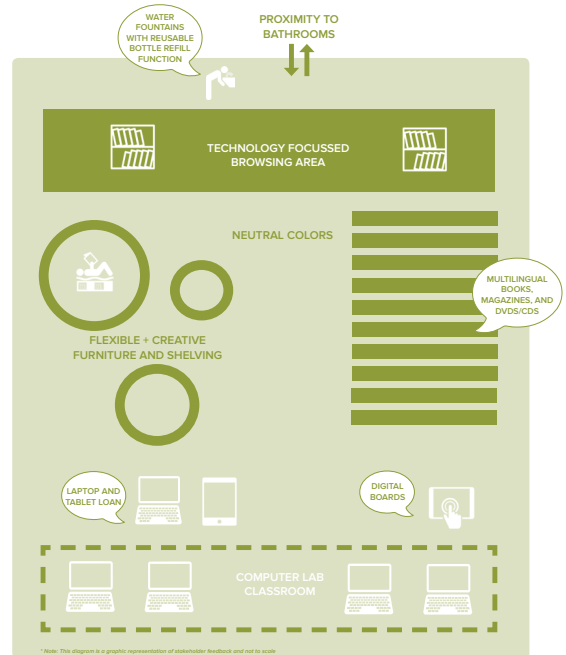 WATER
FOUNTAINS
WITH REUSABLE
BOTTLE REFILL
FUNCTION
PROXIMITY TO
BATHROOMS
TECHNOLOGY FOCUSSED
BROWSING AREA
NEUTRAL COLORS
MULTILINGUAL
BOOKS,
MAGAZINES, AND
DVDS/CDS
FLEXIBLE + CREATIVE
FURNITURE AND SHELVING
LAPTOP AND
TABLET LOAN
DIGITAL
BOARDS
COMPUTER LAB
CLASSROOM
* Note: This diagram is a graphic representation of stakeholder feedback and not to scale